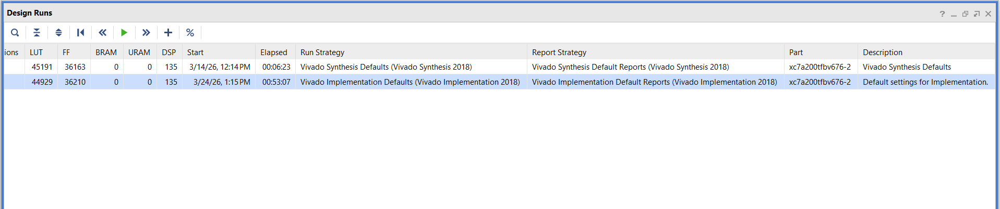 Design Runs
ions LUT FF BRAM URAM DSP Start Elapsed Run Strategy Report Strategy Part Description
45191 36163 0 0 135 3/14/26, 12:14 PM 00:06:23 Vivado Synthesis Defaults (Vivado Synthesis 2018) Vivado Synthesis Default Reports (Vivado Synthesis 2018) xc7a200tfbv676-2 Vivado Synthesis Defaults
44929 36210 0 0 135 3/24/26, 1:15 PM 00:53:07 Vivado Implementation Defaults (Vivado Implementation 2018) Vivado Implementation Default Reports (Vivado Implementation 2018) xc7a200tfbv676-2 Default settings for Implementation.